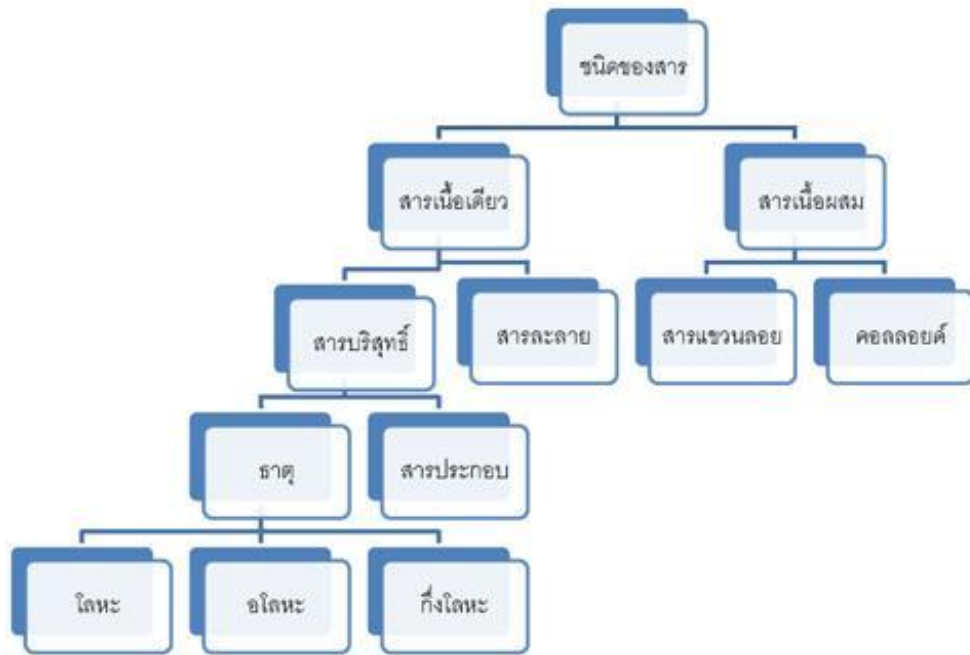 ชนิดของสาร
สารเนื้อเดียว
สารเนื้อผสม
สารบริสุทธิ์
สารละลาย
สารแขวนลอย
คอลลอยด์
ธาตุ
สารประกอบ
โลหะ
อโลหะ
กึ่งโลหะ